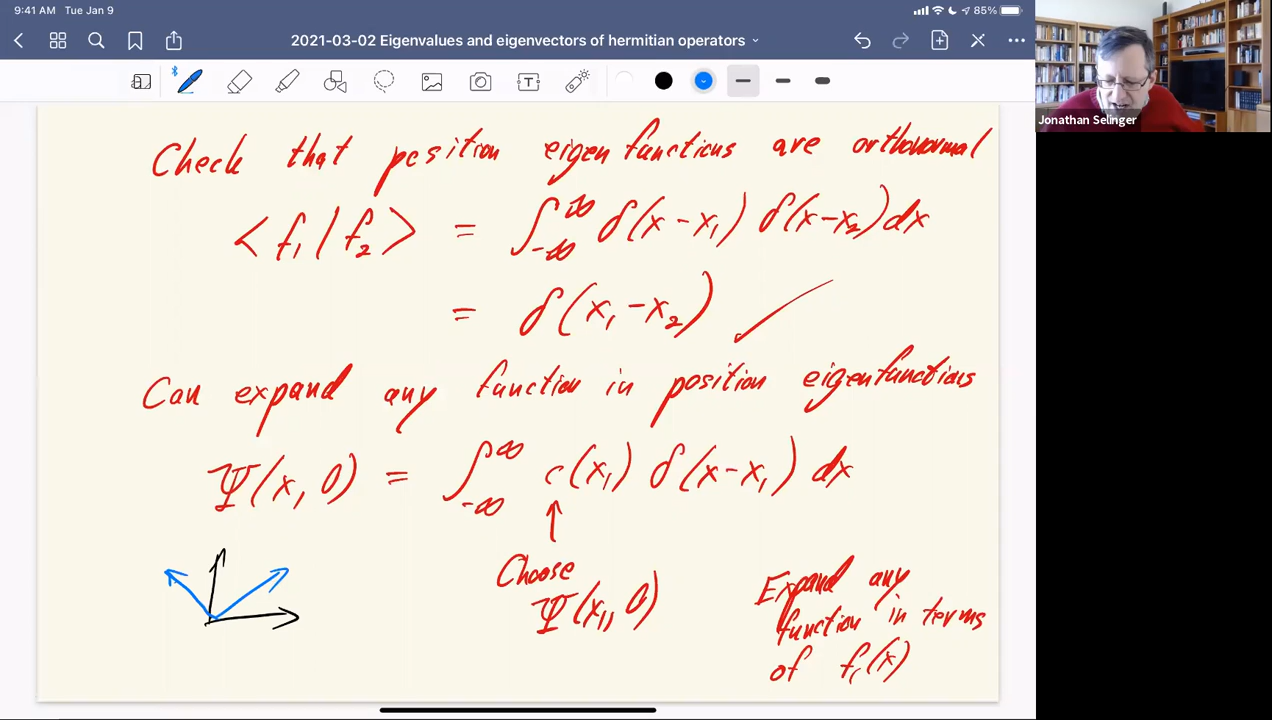 9:41 AM Tue Jan 9
85%
2021-03-02 Eigenvalues and eigenvectors of hermitian operators
T
Jonathan Selinger
Check that position eigenfunctions are orthonormal
<f₁|f₂> = ∫_{-∞}^{∞} δ(x-x₁) δ(x-x₂)dx
= δ(x₁-x₂) ✓
Can expand any function in position eigenfunctions
Ψ(x, 0) = ∫_{-∞}^{∞} c(x₁) δ(x-x₁) dx
↑
Choose
Ψ(x₁, 0)
Expand any
function in terms
of f₁(x)